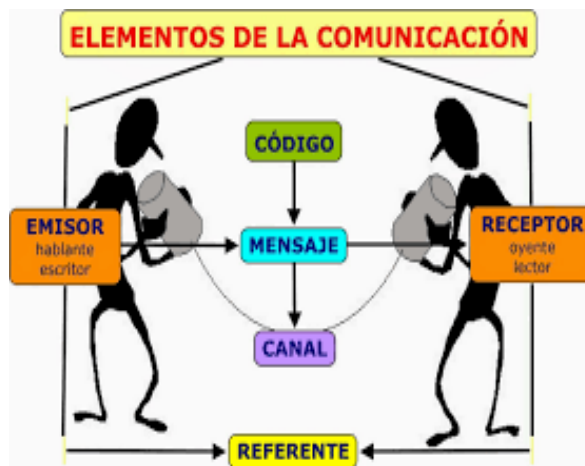 ELEMENTOS DE LA COMUNICACIÓN
CÓDIGO
EMISOR
hablante
escritor
MENSAJE
RECEPTOR
oyente
lector
CANAL
REFERENTE